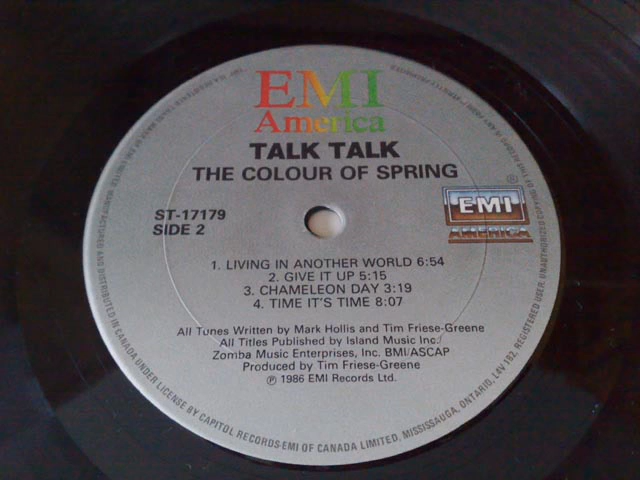 EMI
America
TALK TALK
THE COLOUR OF SPRING
®
EMI
AMERICA
ST-17179
SIDE 2
1. LIVING IN ANOTHER WORLD 6:54
2. GIVE IT UP 5:15
3. CHAMELEON DAY 3:19
4. TIME IT'S TIME 8:07
All Tunes Written by Mark Hollis and Tim Friese-Greene
All Titles Published by Island Music Inc./
Zomba Music Enterprises, Inc. BMI/ASCAP
Produced by Tim Friese-Greene
℗ 1986 EMI Records Ltd.
MANUFACTURED AND DISTRIBUTED IN CANADA UNDER LICENSE BY CAPITOL RECORDS-EMI OF CANADA LIMITED, MISSISSAUGA, ONTARIO, L4V 1S2, REGISTERED USER. UNAUTHORIZED COPYING